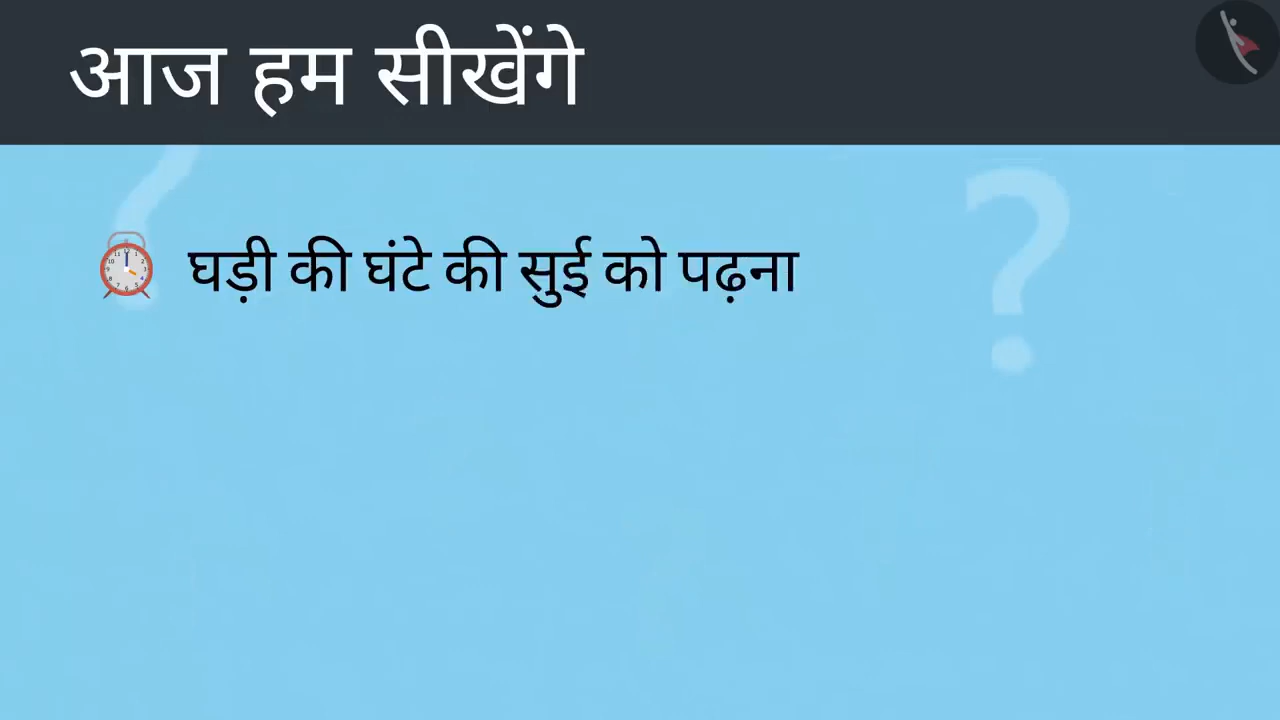 आज हम सीखेंगे
घड़ी की घंटे की सुई को पढ़ना